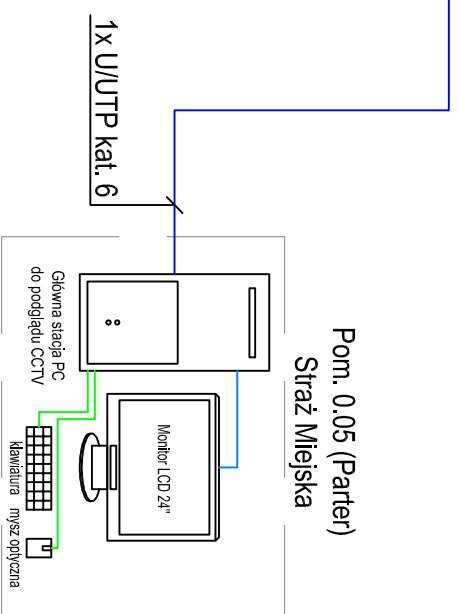 Pom. 0.05 (Parter)
Straż Miejska
1x U/UTP kat. 6
Główna stacja PC
do podglądu CCTV
Monitor LCD 24"
klawiatura
mysz optyczna